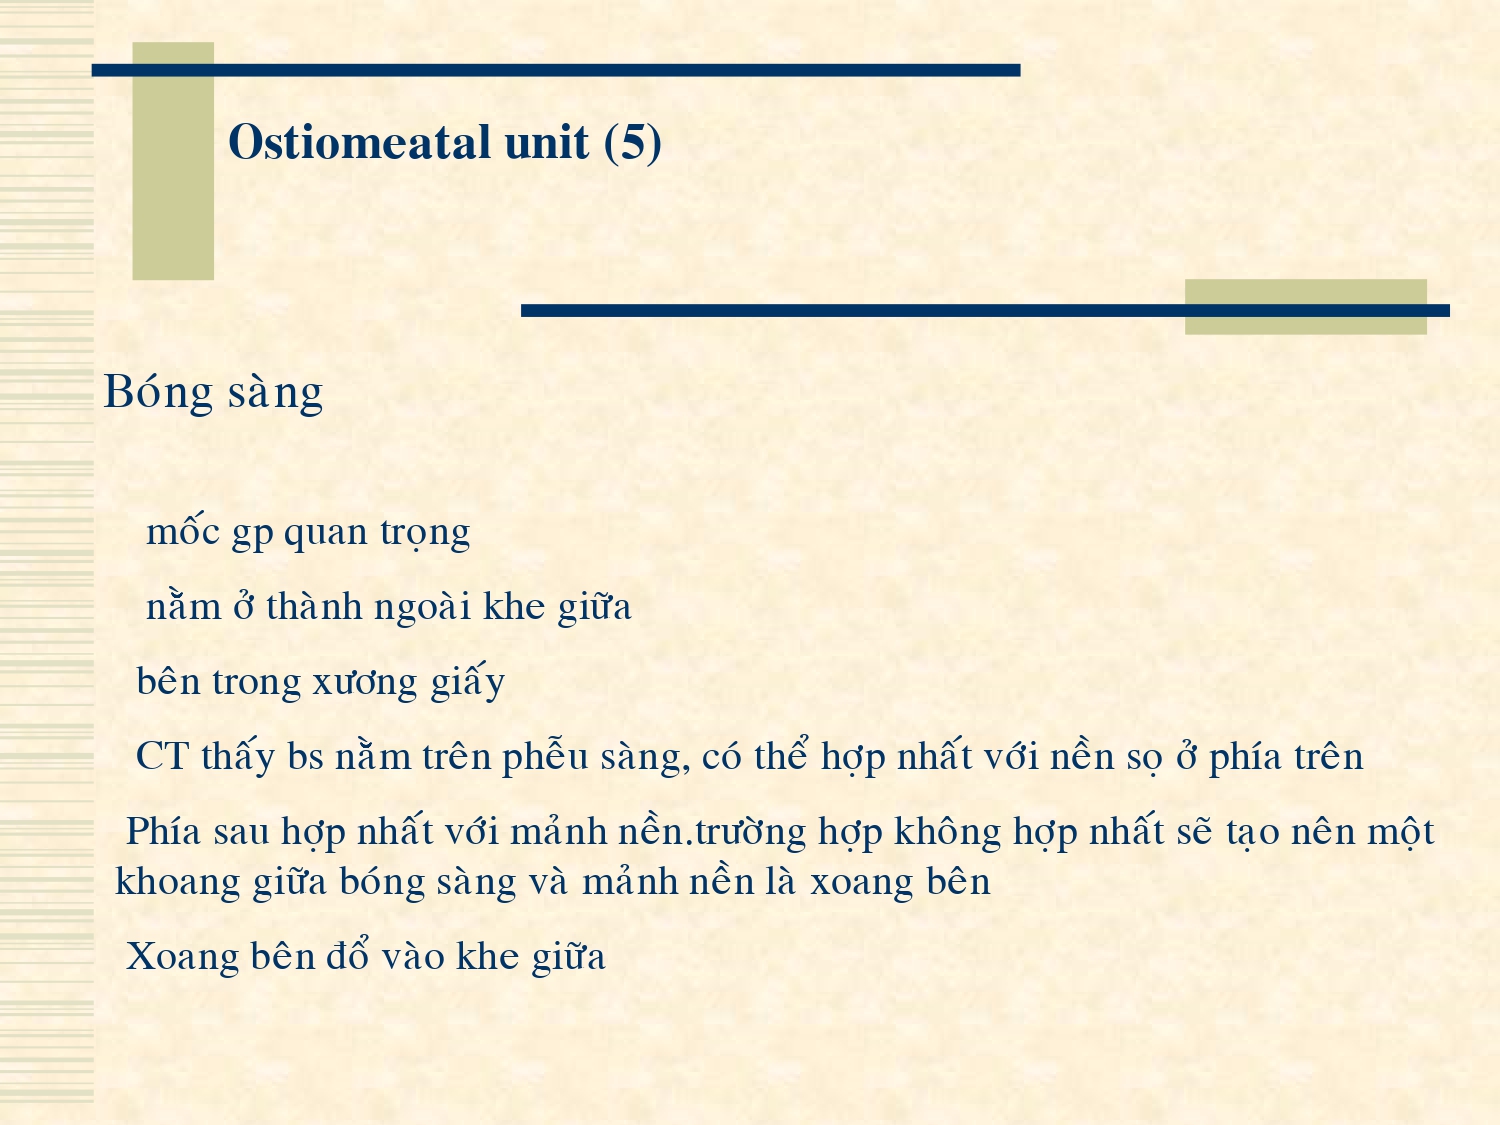 Ostiomeatal unit (5)
Bóng sàng
mốc gp quan trọng
nằm ở thành ngoài khe giữa
bên trong xương giấy
CT thấy bs nằm trên phễu sàng, có thể hợp nhất với nền sọ ở phía trên
Phía sau hợp nhất với mảnh nền.trường hợp không hợp nhất sẽ tạo nên một
khoang giữa bóng sàng và mảnh nền là xoang bên
Xoang bên đổ vào khe giữa